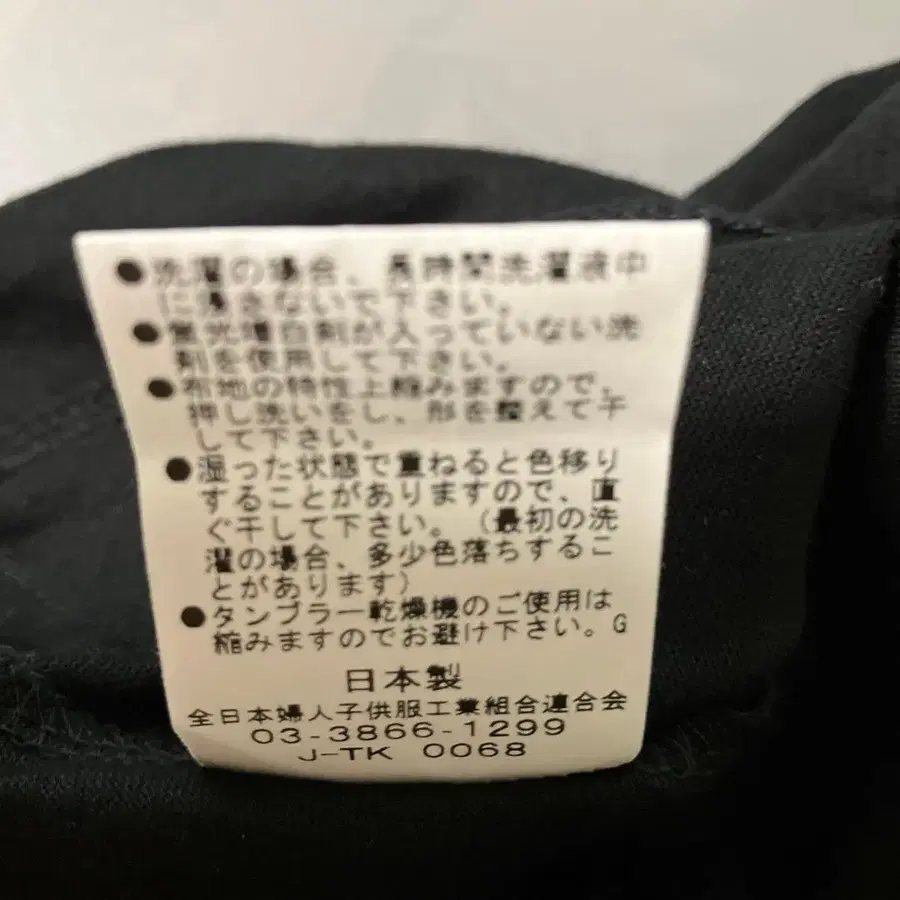 ●洗濯の場合、長時間洗濯液中
に浸さないで下さい。
●蛍光増白剤が入っていない洗
剤を使用して下さい。
●布地の特性上縮みますので、
押し洗いをし、形を整えて干
して下さい。
●湿った状態で重ねると色移り
することがありますので、直
ぐ干して下さい。（最初の洗
濯の場合、多少色落ちするこ
とがあります）
●タンブラー乾燥機のご使用は
縮みますのでお避け下さい。G
日本製
全日本婦人子供服工業組合連合会
03-3866-1299
J-TK 0068